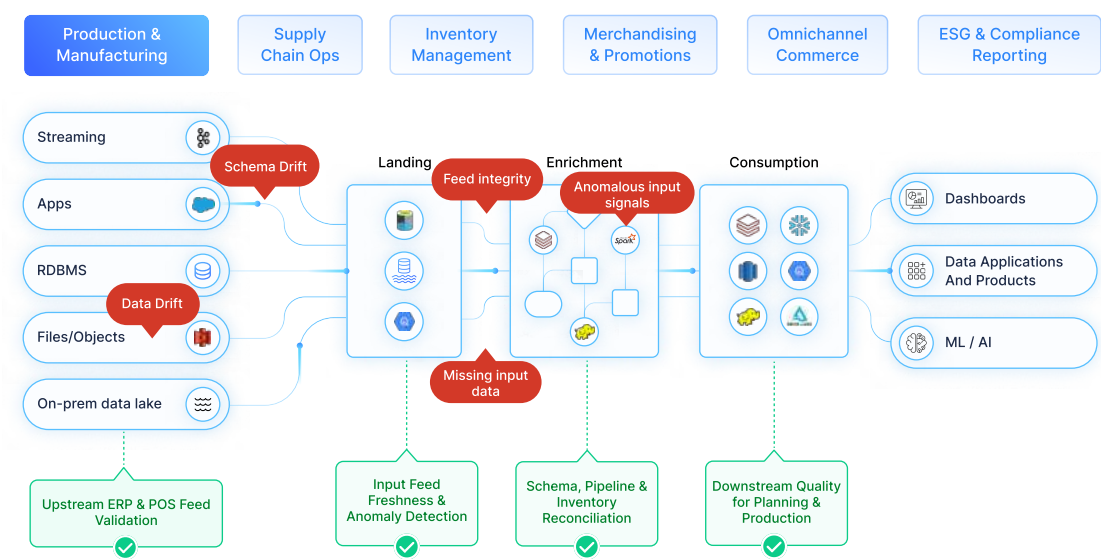 Production &
Manufacturing
Supply
Chain Ops
Inventory
Management
Merchandising
& Promotions
Omnichannel
Commerce
ESG & Compliance
Reporting
Streaming
Apps
RDBMS
Files/Objects
On-prem data lake
Schema Drift
Data Drift
Landing
Feed integrity
Missing input
data
Enrichment
Anomalous input
signals
Spark
Consumption
Dashboards
Data Applications
And Products
ML / AI
Upstream ERP & POS Feed
Validation
Input Feed
Freshness &
Anomaly Detection
Schema, Pipeline &
Inventory
Reconciliation
Downstream Quality
for Planning &
Production